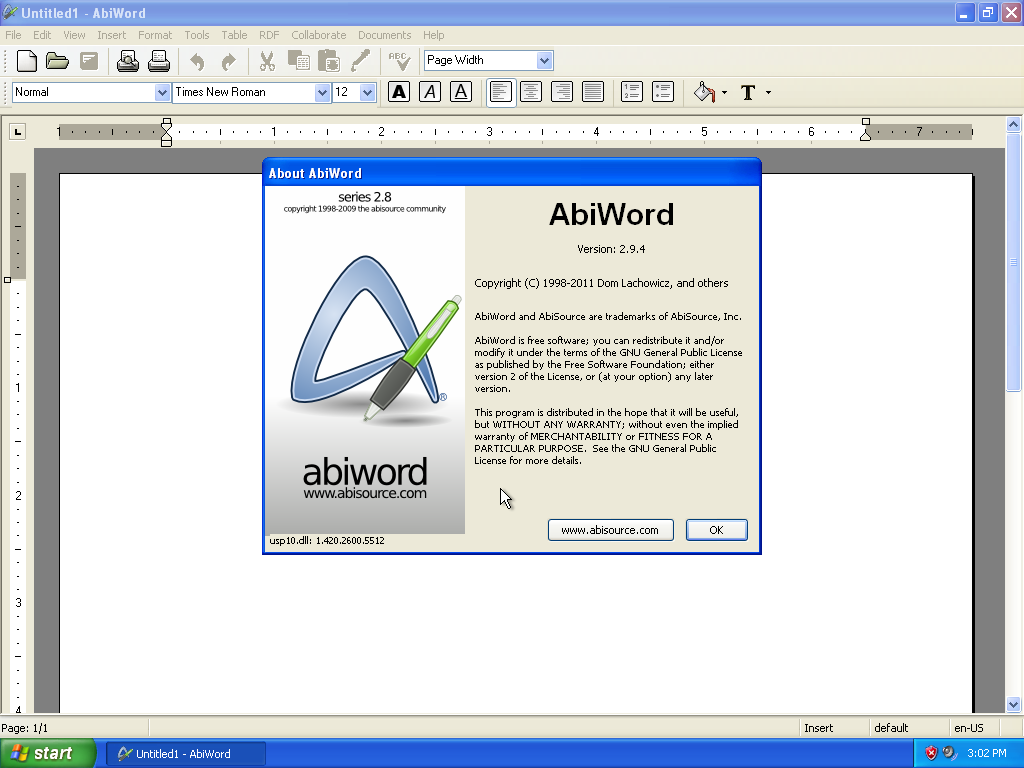 Untitled1 - AbiWord
File Edit View Insert Format Tools Table RDF Collaborate Documents Help
ABC Page Width
Normal Times New Roman 12 A A A T
L 1 1 2 3 4 5 6 7
About AbiWord
series 2.8
copyright 1998-2009 the abisource community
®
abiword
www.abisource.com
usp10.dll: 1.420.2600.5512
AbiWord
Version: 2.9.4
Copyright (C) 1998-2011 Dom Lachowicz, and others
AbiWord and AbiSource are trademarks of AbiSource, Inc.
AbiWord is free software; you can redistribute it and/or
modify it under the terms of the GNU General Public License
as published by the Free Software Foundation; either
version 2 of the License, or (at your option) any later
version.
This program is distributed in the hope that it will be useful,
but WITHOUT ANY WARRANTY; without even the implied
warranty of MERCHANTABILITY or FITNESS FOR A
PARTICULAR PURPOSE.  See the GNU General Public
License for more details.
www.abisource.com OK
1
2
3
4
Page: 1/1 Insert default en-US
start Untitled1 - AbiWord 3:02 PM